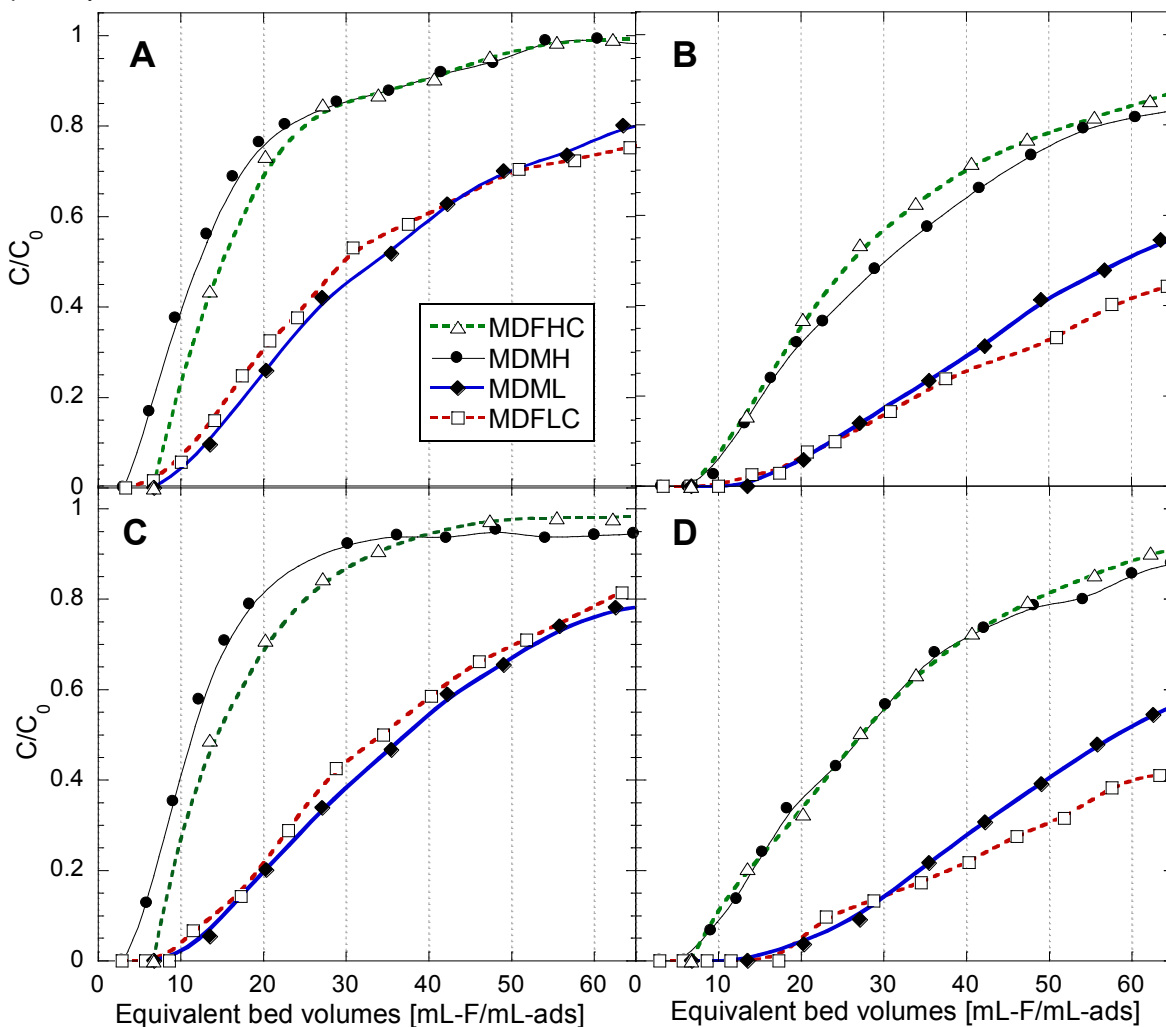 A
B
1
0.8
0.6
0.4
0.2
0
C/C0
MDFHC
MDMH
MDML
MDFLC
C
D
1
0.8
0.6
0.4
0.2
0
C/C0
0 10 20 30 40 50 60
10 20 30 40 50 60
Equivalent bed volumes [mL-F/mL-ads]
Equivalent bed volumes [mL-F/mL-ads]